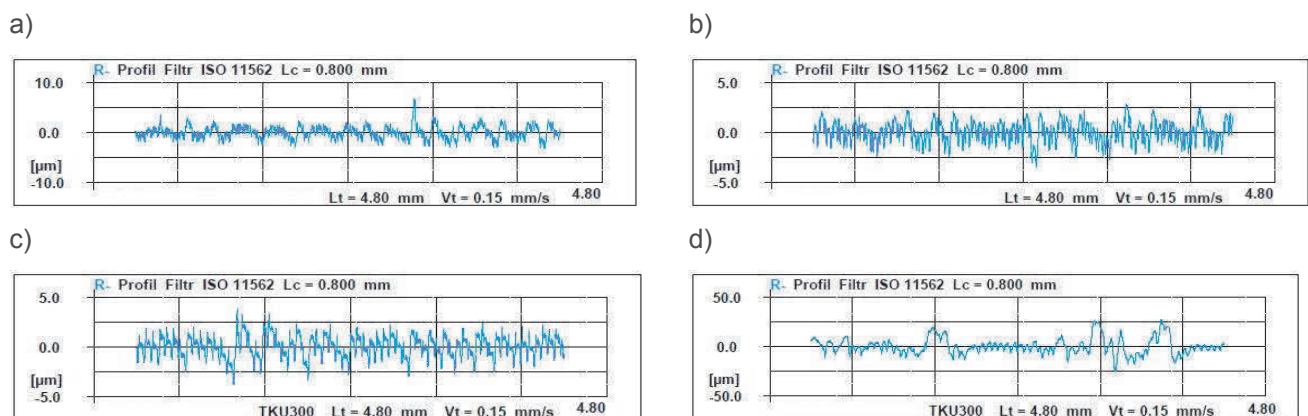 a)
R- Profil Filtr ISO 11562 Lc = 0.800 mm
10.0
0.0
[µm]
-10.0
Lt = 4.80 mm Vt = 0.15 mm/s 4.80
b)
R- Profil Filtr ISO 11562 Lc = 0.800 mm
5.0
0.0
[µm]
-5.0
Lt = 4.80 mm Vt = 0.15 mm/s 4.80
c)
R- Profil Filtr ISO 11562 Lc = 0.800 mm
5.0
0.0
[µm]
-5.0
TKU300 Lt = 4.80 mm Vt = 0.15 mm/s 4.80
d)
R- Profil Filtr ISO 11562 Lc = 0.800 mm
50.0
0.0
[µm]
-50.0
TKU300 Lt = 4.80 mm Vt = 0.15 mm/s 4.80